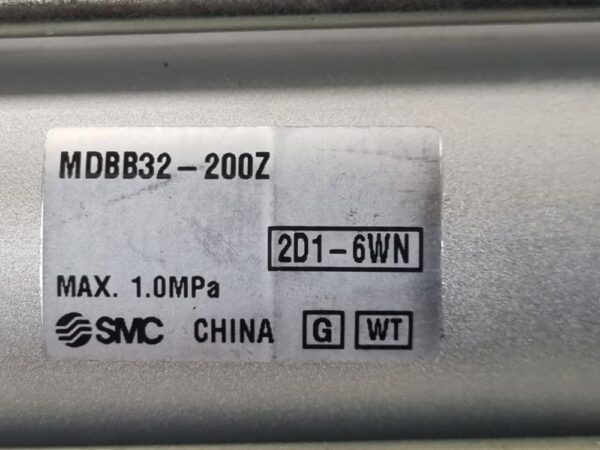 MDBB32-200Z
2D1-6WN
MAX. 1.0MPa
SMC CHINA G WT